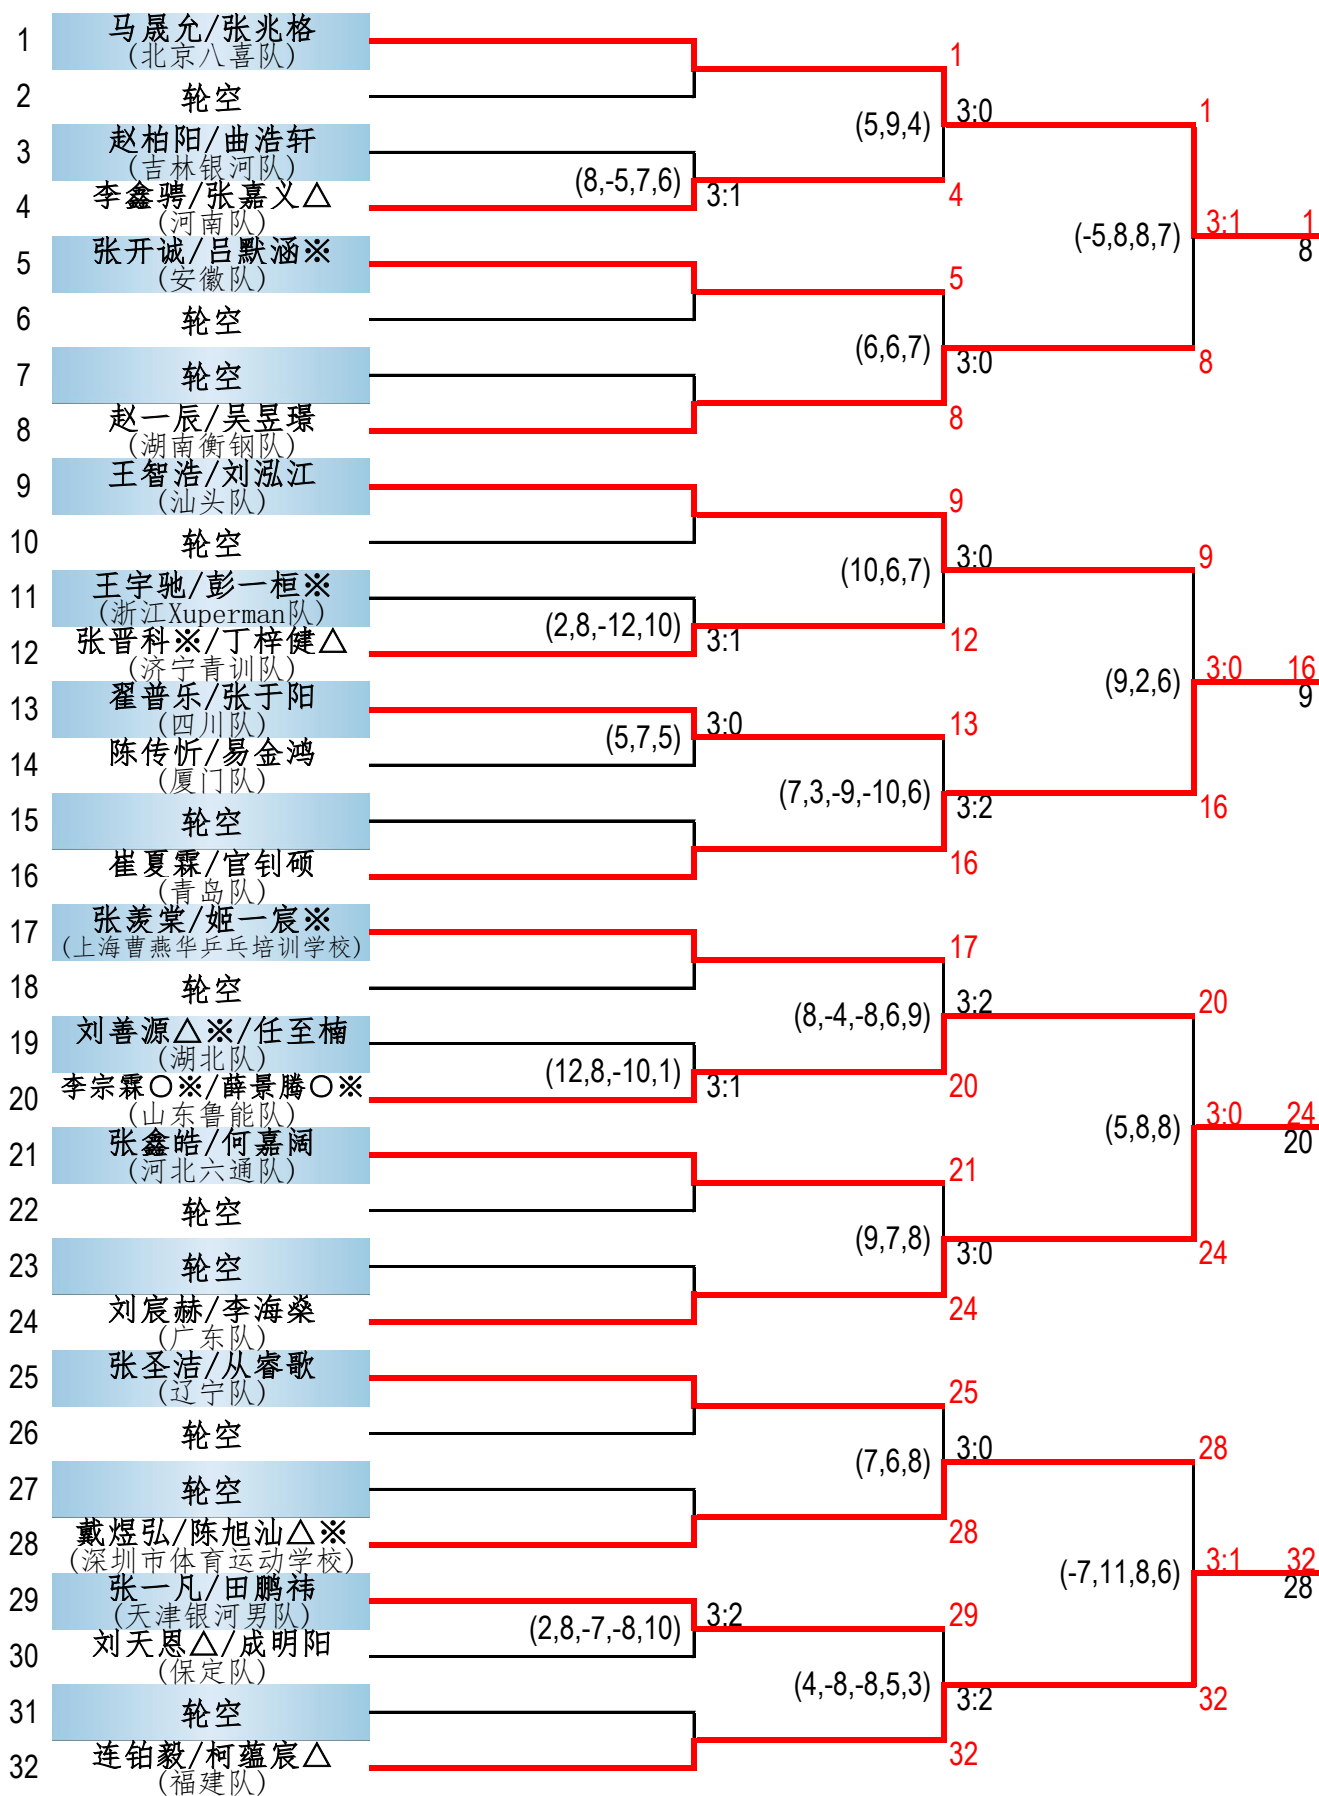 1
马晟允/张兆格
(北京八喜队)
1
2
轮空
3:0
1
(5,9,4)
3
赵柏阳/曲浩轩
(吉林银河队)
(8,-5,7,6)
3:1
4
4
李鑫骋/张嘉义△
(河南队)
(-5,8,8,7)
3:1
1
8
5
张开诚/吕默涵※
(安徽队)
5
6
轮空
(6,6,7)
3:0
8
7
轮空
8
8
赵一辰/吴昱璟
(湖南衡钢队)
9
王智浩/刘泓江
(汕头队)
9
10
轮空
3:0
9
(10,6,7)
11
王宇驰/彭一桓※
(浙江Xuperman队)
(2,8,-12,10)
3:1
12
12
张晋科※/丁梓健△
(济宁青训队)
(9,2,6)
3:0
16
9
13
翟普乐/张于阳
(四川队)
(5,7,5)
3:0
13
14
陈传忻/易金鸿
(厦门队)
(7,3,-9,-10,6)
3:2
16
15
轮空
16
16
崔夏霖/官钊硕
(青岛队)
17
张羡棠/姬一宸※
(上海曹燕华乒乓培训学校)
17
18
轮空
(8,-4,-8,6,9)
3:2
20
19
刘善源△※/任至楠
(湖北队)
(12,8,-10,1)
3:1
20
20
李宗霖○※/薛景腾○※
(山东鲁能队)
(5,8,8)
3:0
24
20
21
张鑫皓/何嘉阔
(河北六通队)
21
22
轮空
(9,7,8)
3:0
24
23
轮空
24
24
刘宸赫/李海燊
(广东队)
25
张圣洁/从睿歌
(辽宁队)
25
26
轮空
(7,6,8)
3:0
28
27
轮空
28
28
戴煜弘/陈旭汕△※
(深圳市体育运动学校)
(-7,11,8,6)
3:1
32
28
29
张一凡/田鹏祎
(天津银河男队)
(2,8,-7,-8,10)
3:2
29
30
刘天恩△/成明阳
(保定队)
(4,-8,-8,5,3)
3:2
32
31
轮空
32
32
连铂毅/柯蕴宸△
(福建队)